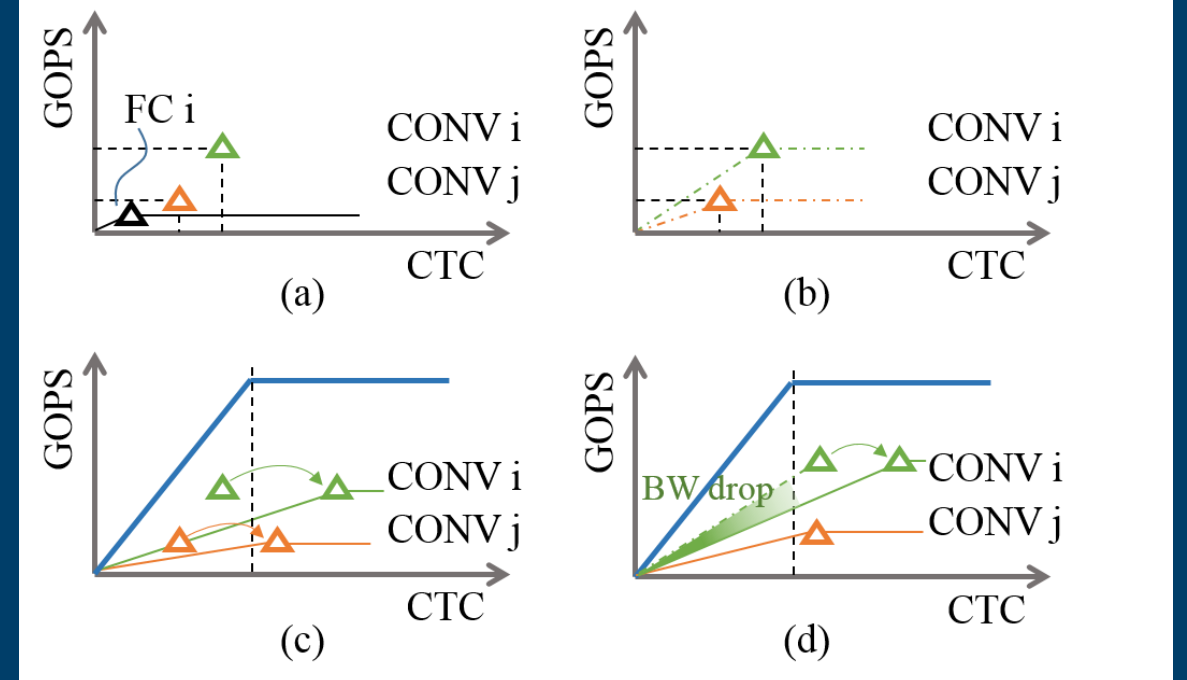 GOPS
FC i
CONV i
CONV j
CTC
(a)
GOPS
CONV i
CONV j
CTC
(b)
GOPS
CONV i
CONV j
CTC
(c)
GOPS
BW drop
CONV i
CONV j
CTC
(d)